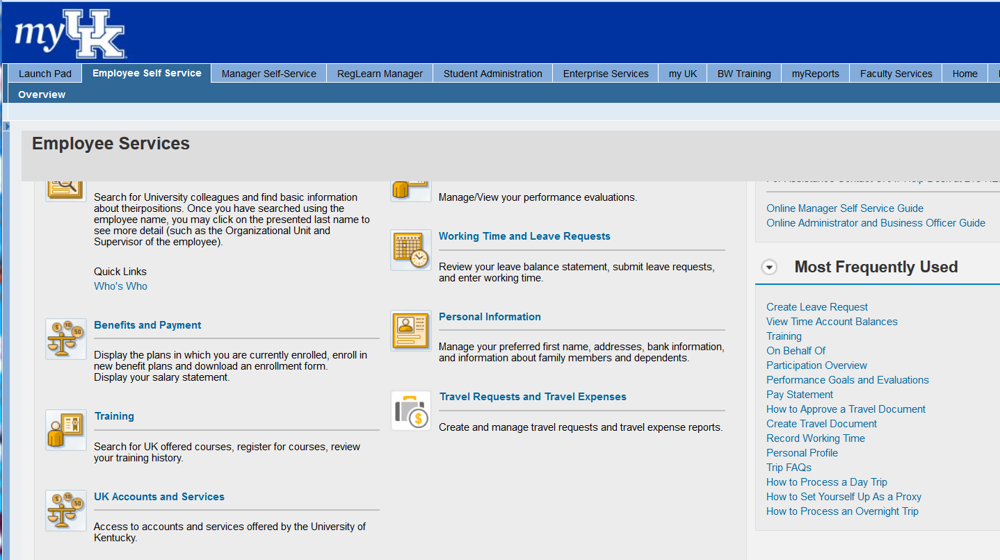 my UK
Launch Pad
Employee Self Service
Manager Self-Service
RegLearn Manager
Student Administration
Enterprise Services
my UK
BW Training
myReports
Faculty Services
Home
Overview
Employee Services
Search for University colleagues and find basic information
about theirpositions. Once you have searched using the
employee name, you may click on the presented last name to
see more detail (such as the Organizational Unit and
Supervisor of the employee).
Quick Links
Who's Who
Benefits and Payment
Display the plans in which you are currently enrolled, enroll in
new benefit plans and download an enrollment form.
Display your salary statement.
Training
Search for UK offered courses, register for courses, review
your training history.
UK Accounts and Services
Access to accounts and services offered by the University of
Kentucky.
Manage/View your performance evaluations.
Working Time and Leave Requests
Review your leave balance statement, submit leave requests,
and enter working time.
Personal Information
Manage your preferred first name, addresses, bank information,
and information about family members and dependents.
Travel Requests and Travel Expenses
Create and manage travel requests and travel expense reports.
Online Manager Self Service Guide
Online Administrator and Business Officer Guide
Most Frequently Used
Create Leave Request
View Time Account Balances
Training
On Behalf Of
Participation Overview
Performance Goals and Evaluations
Pay Statement
How to Approve a Travel Document
Create Travel Document
Record Working Time
Personal Profile
Trip FAQs
How to Process a Day Trip
How to Set Yourself Up As a Proxy
How to Process an Overnight Trip